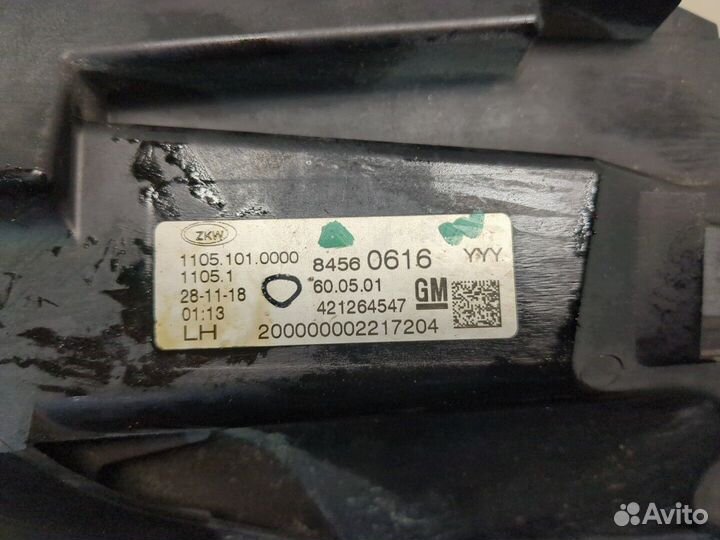 ZKW
1105.101.0000
1105.1
28-11-18
01:13
LH
8456 0616 YYY
60.05.01
421264547
GM
200000002217204
Avito